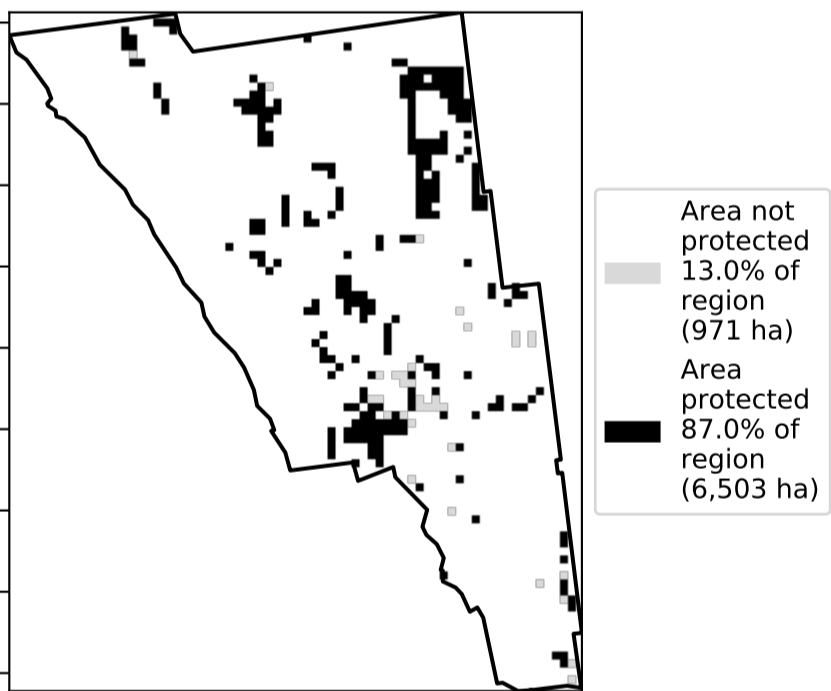 Area not
protected
13.0% of
region
(971 ha)
Area
protected
87.0% of
region
(6,503 ha)